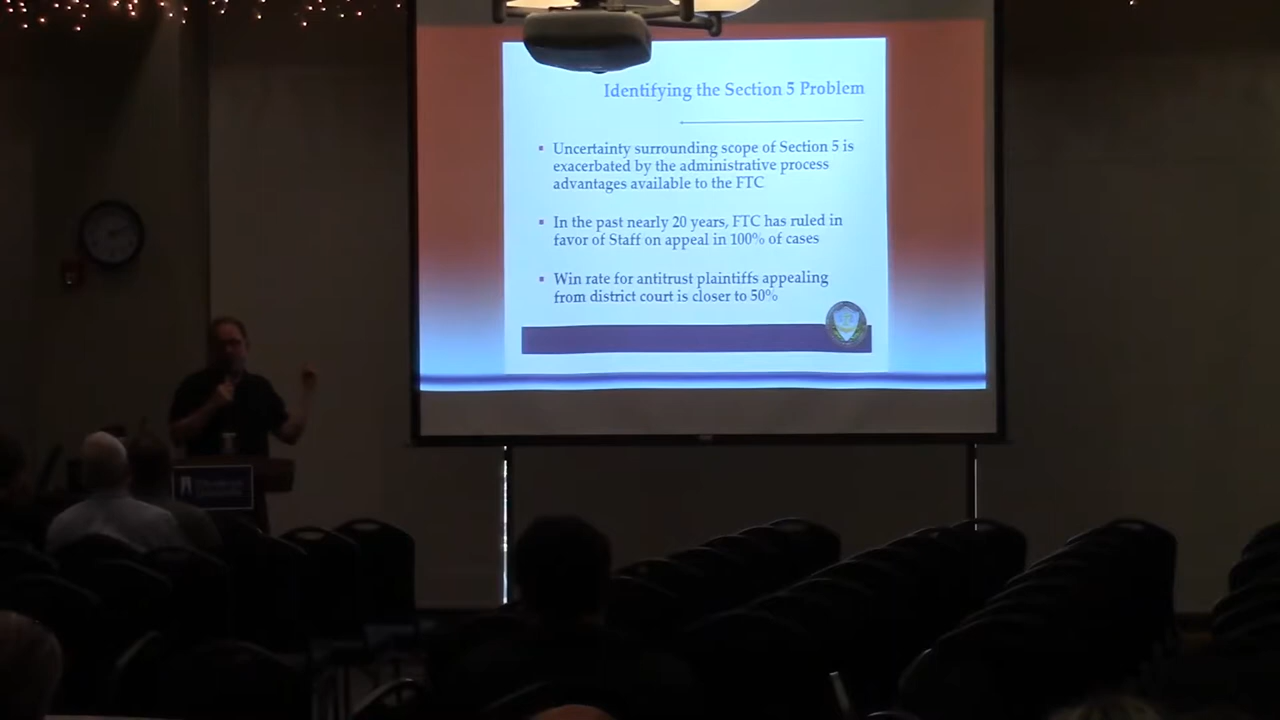 Identifying the Section 5 Problem
▪ Uncertainty surrounding scope of Section 5 is
exacerbated by the administrative process
advantages available to the FTC
▪ In the past nearly 20 years, FTC has ruled in
favor of Staff on appeal in 100% of cases
▪ Win rate for antitrust plaintiffs appealing
from district court is closer to 50%